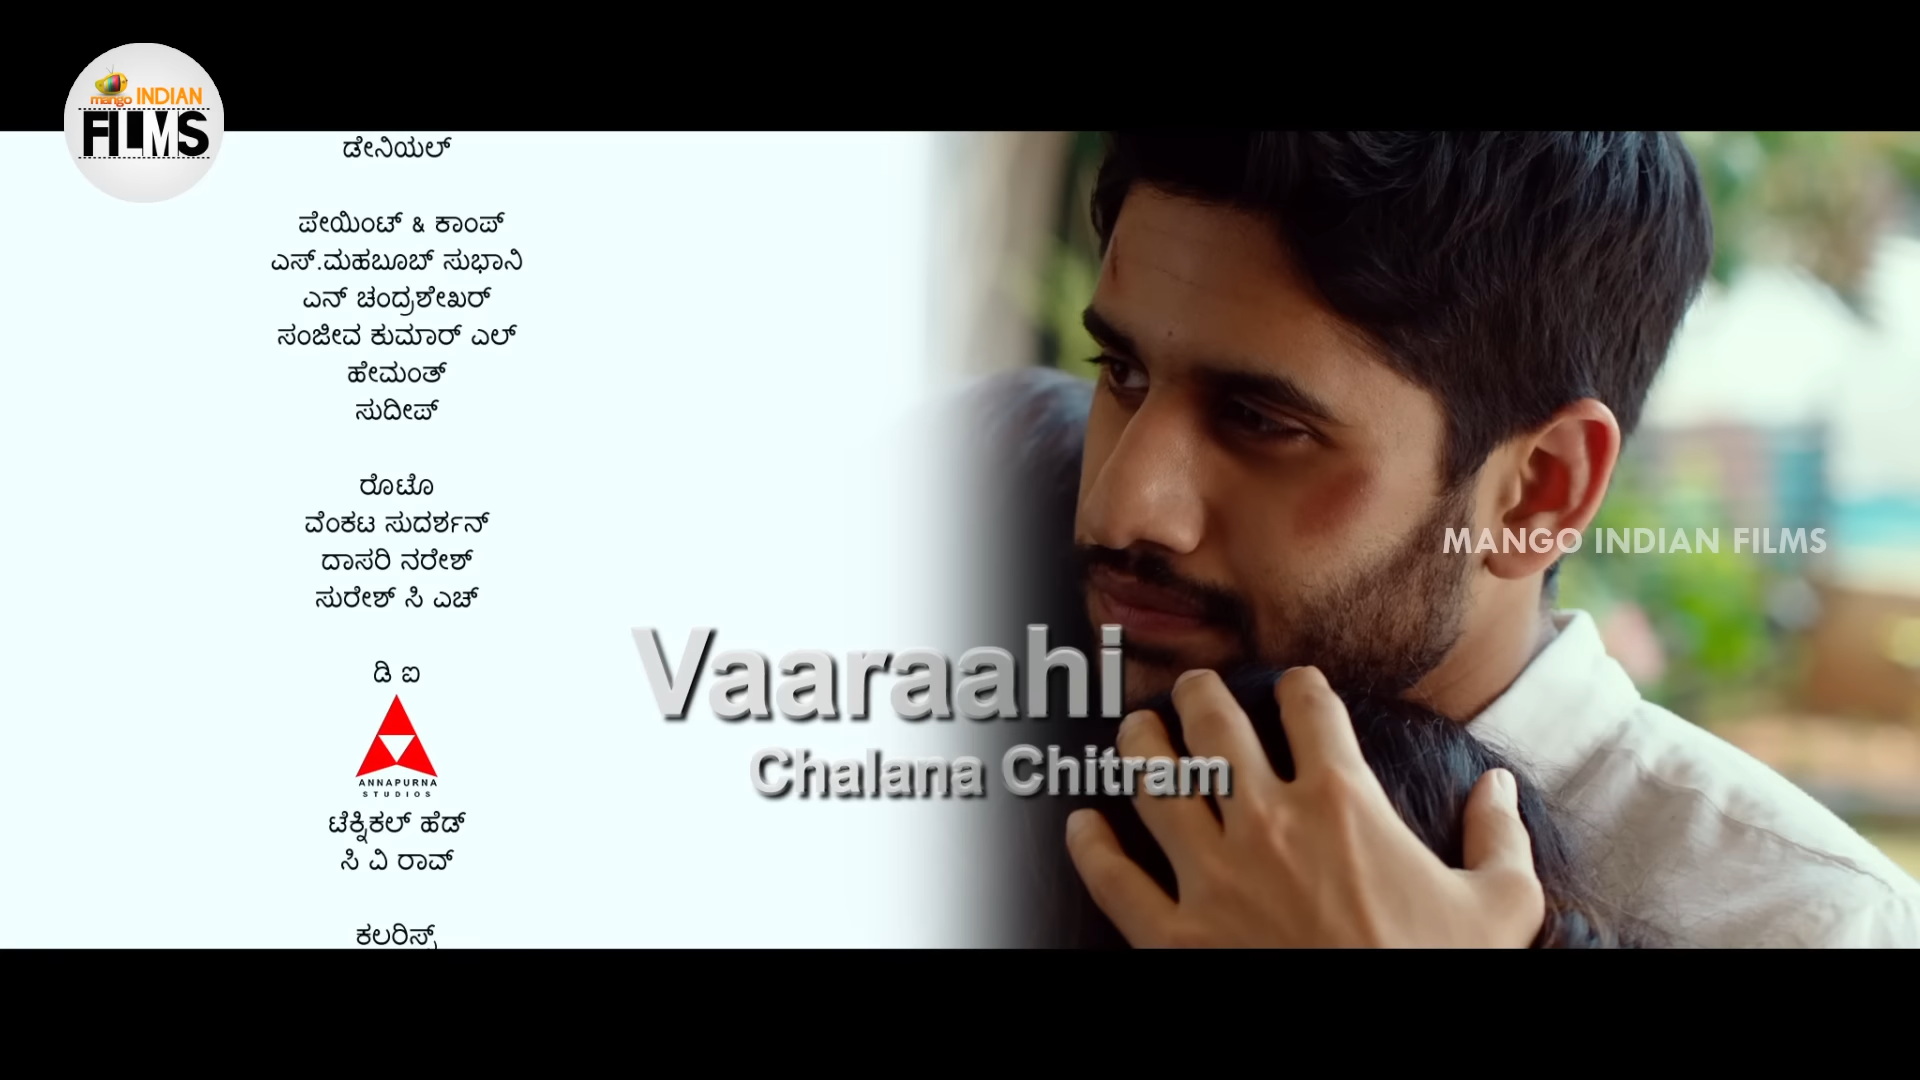 mango INDIAN
FILMS
ಡೇನಿಯಲ್
ಪೇಯಿಂಟ್ & ಕಾಂಪ್
ಎಸ್.ಮಹಬೂಬ್ ಸುಭಾನಿ
ಎನ್ ಚಂದ್ರಶೇಖರ್
ಸಂಜೀವ ಕುಮಾರ್ ಎಲ್
ಹೇಮಂತ್
ಸುದೀಪ್
ರೊಟೊ
ವೆಂಕಟ ಸುದರ್ಶನ್
ದಾಸರಿ ನರೇಶ್
ಸುರೇಶ್ ಸಿ ಎಚ್
ಡಿ ಐ
ANNAPURNA
STUDIOS
ಟೆಕ್ನಿಕಲ್ ಹೆಡ್
ಸಿ ವಿ ರಾವ್
ಕಲರಿಸ್ಟ್
MANGO INDIAN FILMS
Vaaraahi
Chalana Chitram